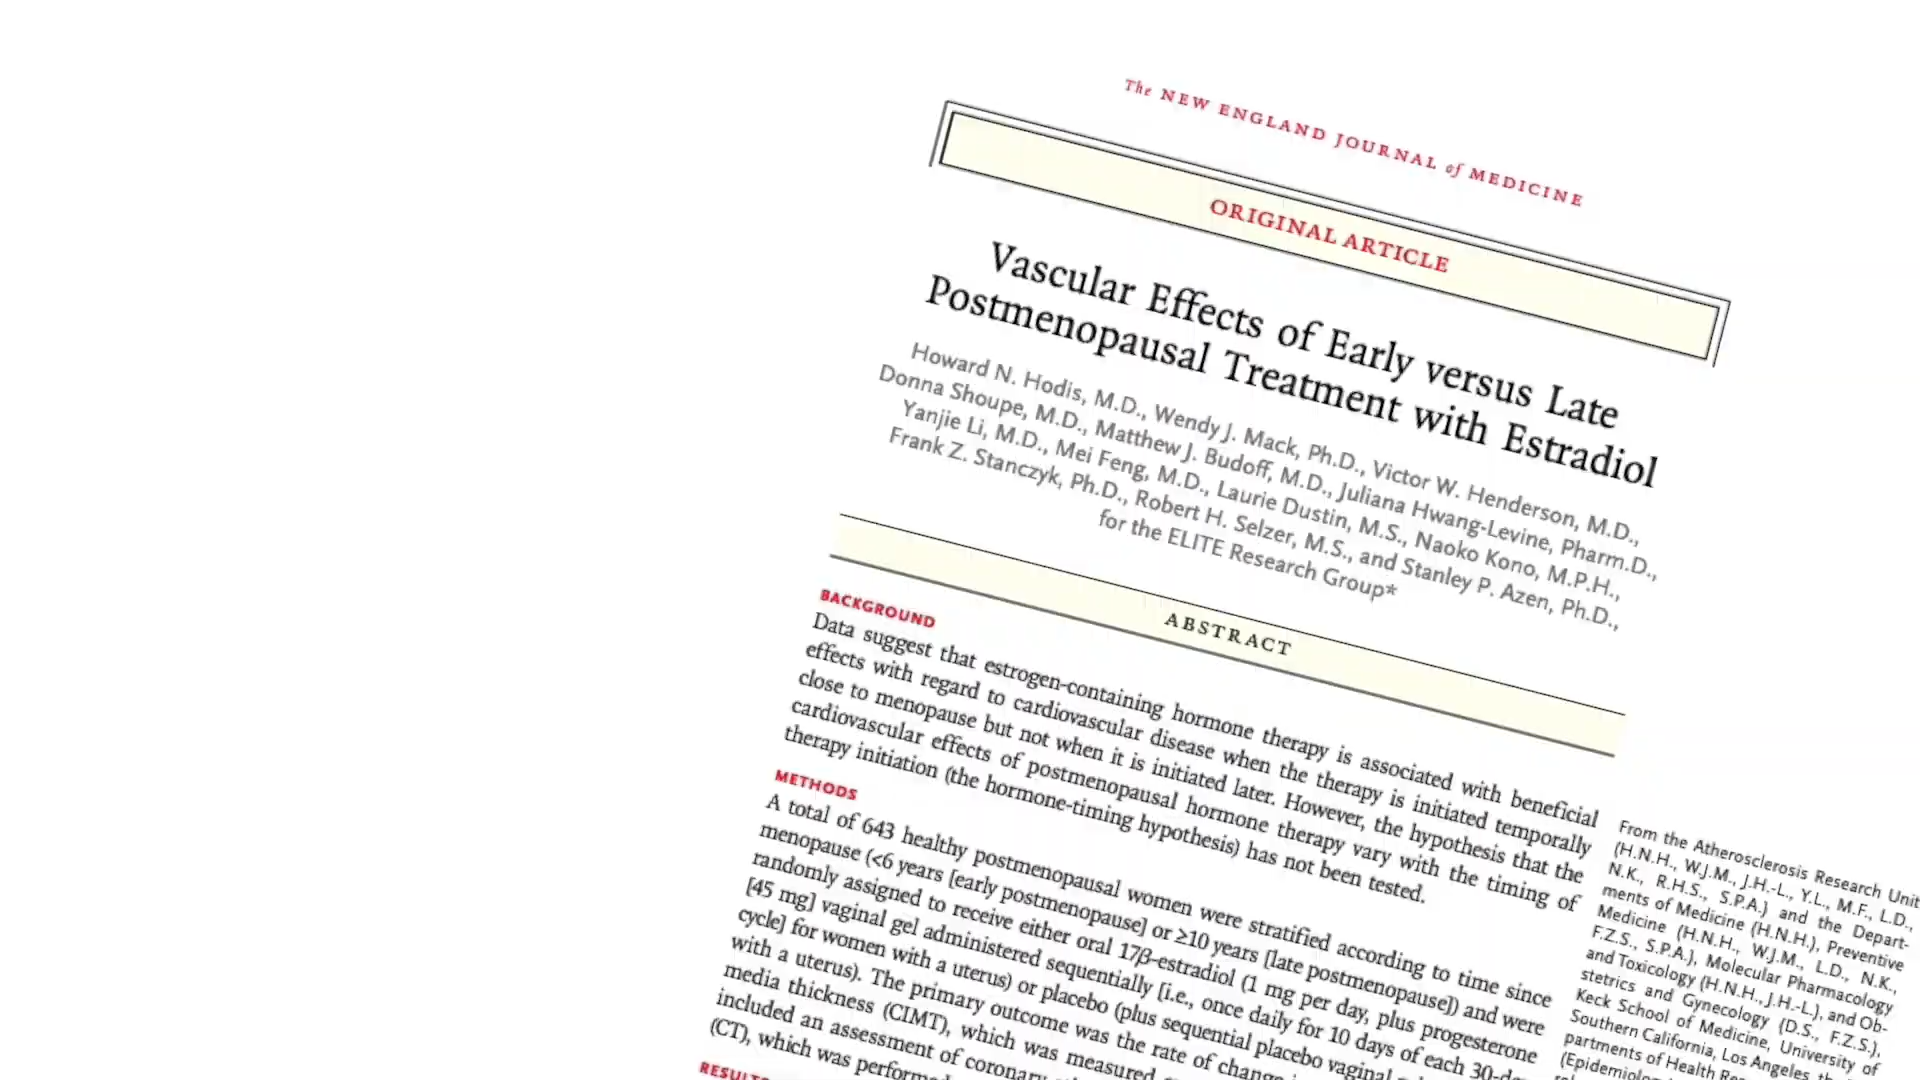 The NEW ENGLAND JOURNAL of MEDICINE
ORIGINAL ARTICLE
Vascular Effects of Early versus Late
Postmenopausal Treatment with Estradiol
Howard N. Hodis, M.D., Wendy J. Mack, Ph.D., Victor W. Henderson, M.D.,
Donna Shoupe, M.D., Matthew J. Budoff, M.D., Juliana Hwang-Levine, Pharm.D.,
Yanjie Li, M.D., Mei Feng, M.D., Laurie Dustin, M.S., Naoko Kono, M.P.H.,
Frank Z. Stanczyk, Ph.D., Robert H. Selzer, M.S., and Stanley P. Azen, Ph.D.,
for the ELITE Research Group*
ABSTRACT
BACKGROUND
Data suggest that estrogen-containing hormone therapy is associated with beneficial
effects with regard to cardiovascular disease when the therapy is initiated temporally
close to menopause but not when it is initiated later. However, the hypothesis that the
cardiovascular effects of postmenopausal hormone therapy vary with the timing of
therapy initiation (the hormone-timing hypothesis) has not been tested.
METHODS
A total of 643 healthy postmenopausal women were stratified according to time since
menopause (<6 years [early postmenopause] or ≥10 years [late postmenopause]) and were
randomly assigned to receive either oral 17β-estradiol (1 mg per day, plus progesterone
[45 mg] vaginal gel administered sequentially [i.e., once daily for 10 days of each 30-day
cycle] for women with a uterus) or placebo (plus sequential placebo vaginal
with a uterus). The primary outcome was the rate of change
media thickness (CIMT), which was measured
included an assessment of coronary
(CT), which was performed
RESULTS
From the Atherosclerosis Research Unit
(H.N.H., W.J.M., J.H.-L., Y.L., M.F., L.D.,
N.K., R.H.S., S.P.A.) and the Depart-
ments of Medicine (H.N.H.), Preventive
Medicine (H.N.H., W.J.M., L.D., N.K.,
F.Z.S., S.P.A.), Molecular Pharmacology
and Toxicology (H.N.H., J.H.-L.), and Ob-
stetrics and Gynecology (D.S., F.Z.S.),
Keck School of Medicine, University of
Southern California, Los Angeles, the
partments of Health Re
(Epidemiolo